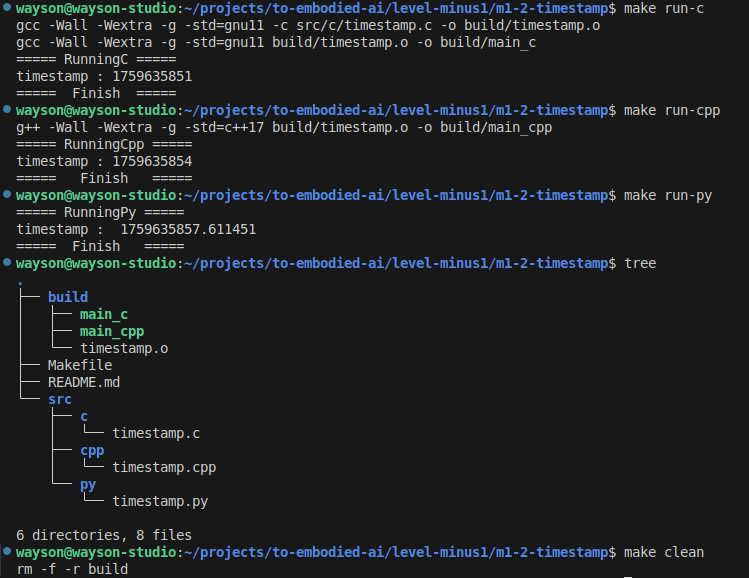 wayson@wayson-studio:~/projects/to-embodied-ai/level-minus1/m1-2-timestamp$ make run-c
gcc -Wall -Wextra -g -std=gnu11 -c src/c/timestamp.c -o build/timestamp.o
gcc -Wall -Wextra -g -std=gnu11 build/timestamp.o -o build/main_c
===== RunningC =====
timestamp : 1759635851
=====  Finish  =====
wayson@wayson-studio:~/projects/to-embodied-ai/level-minus1/m1-2-timestamp$ make run-cpp
g++ -Wall -Wextra -g -std=c++17 build/timestamp.o -o build/main_cpp
===== RunningCpp =====
timestamp : 1759635854
=====   Finish   =====
wayson@wayson-studio:~/projects/to-embodied-ai/level-minus1/m1-2-timestamp$ make run-py
===== RunningPy =====
timestamp :  1759635857.611451
=====  Finish   =====
wayson@wayson-studio:~/projects/to-embodied-ai/level-minus1/m1-2-timestamp$ tree
.
├── build
│   ├── main_c
│   ├── main_cpp
│   └── timestamp.o
├── Makefile
├── README.md
└── src
    ├── c
    │   └── timestamp.c
    ├── cpp
    │   └── timestamp.cpp
    └── py
        └── timestamp.py
6 directories, 8 files
wayson@wayson-studio:~/projects/to-embodied-ai/level-minus1/m1-2-timestamp$ make clean
rm -f -r build